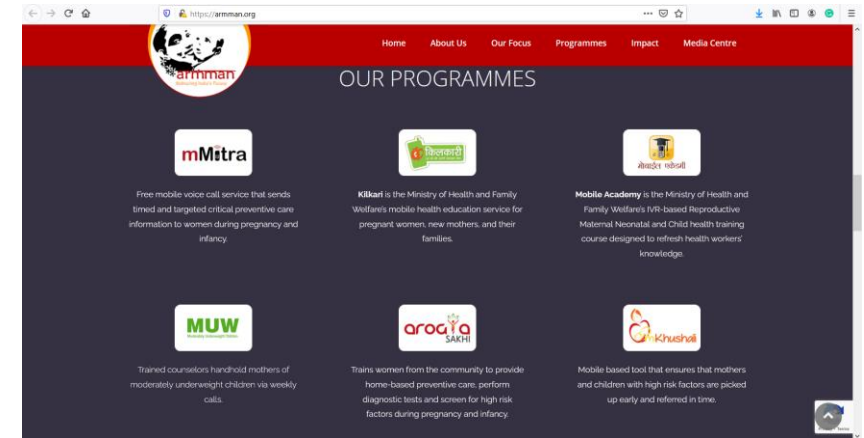 https://armman.org
Home About Us Our Focus Programmes Impact Media Centre
armman
OUR PROGRAMMES
mMitra
किलकारी
मोबाईल एकेडमी
Free mobile voice call service that sends
timed and targeted critical preventive care
information to women during pregnancy and
infancy.
Kilkari is the Ministry of Health and Family
Welfare's mobile health education service for
pregnant women, new mothers, and their
families.
Mobile Academy is the Ministry of Health and
Family Welfare's IVR-based Reproductive
Maternal Neonatal and Child health training
course designed to refresh health workers'
knowledge.
MUW
arogya
SAKHI
Khushali
Trained counselors handhold mothers of
moderately underweight children via weekly
calls.
Trains women from the community to provide
home-based preventive care, perform
diagnostic tests and screen for high risk
factors during pregnancy and infancy.
Mobile based tool that ensures that mothers
and children with high risk factors are picked
up early and referred in time.